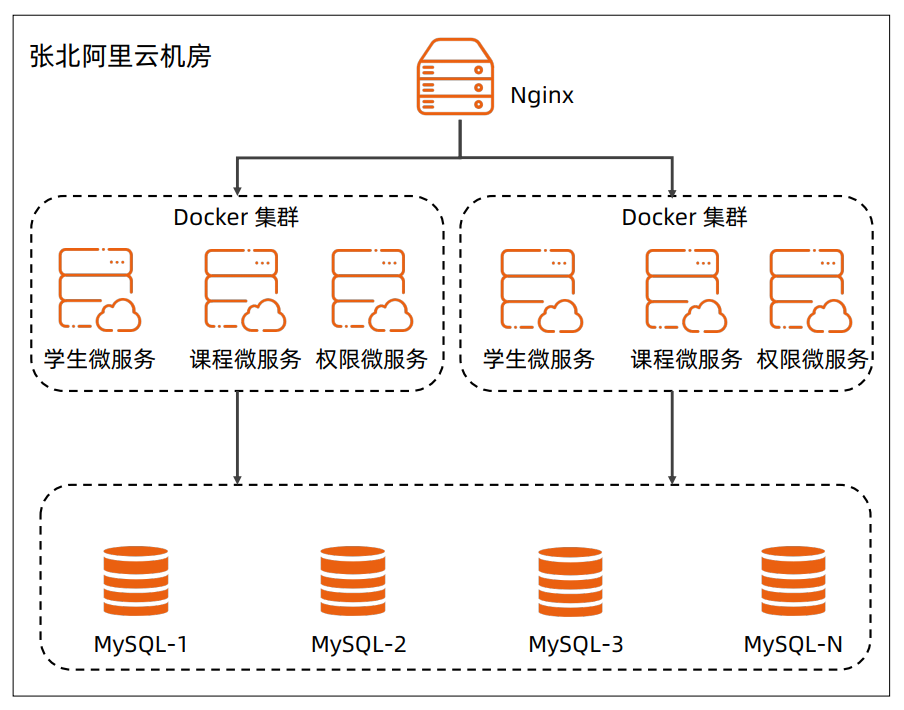 张北阿里云机房
Nginx
Docker 集群
学生微服务 课程微服务 权限微服务
Docker 集群
学生微服务 课程微服务 权限微服务
MySQL-1 MySQL-2 MySQL-3 MySQL-N